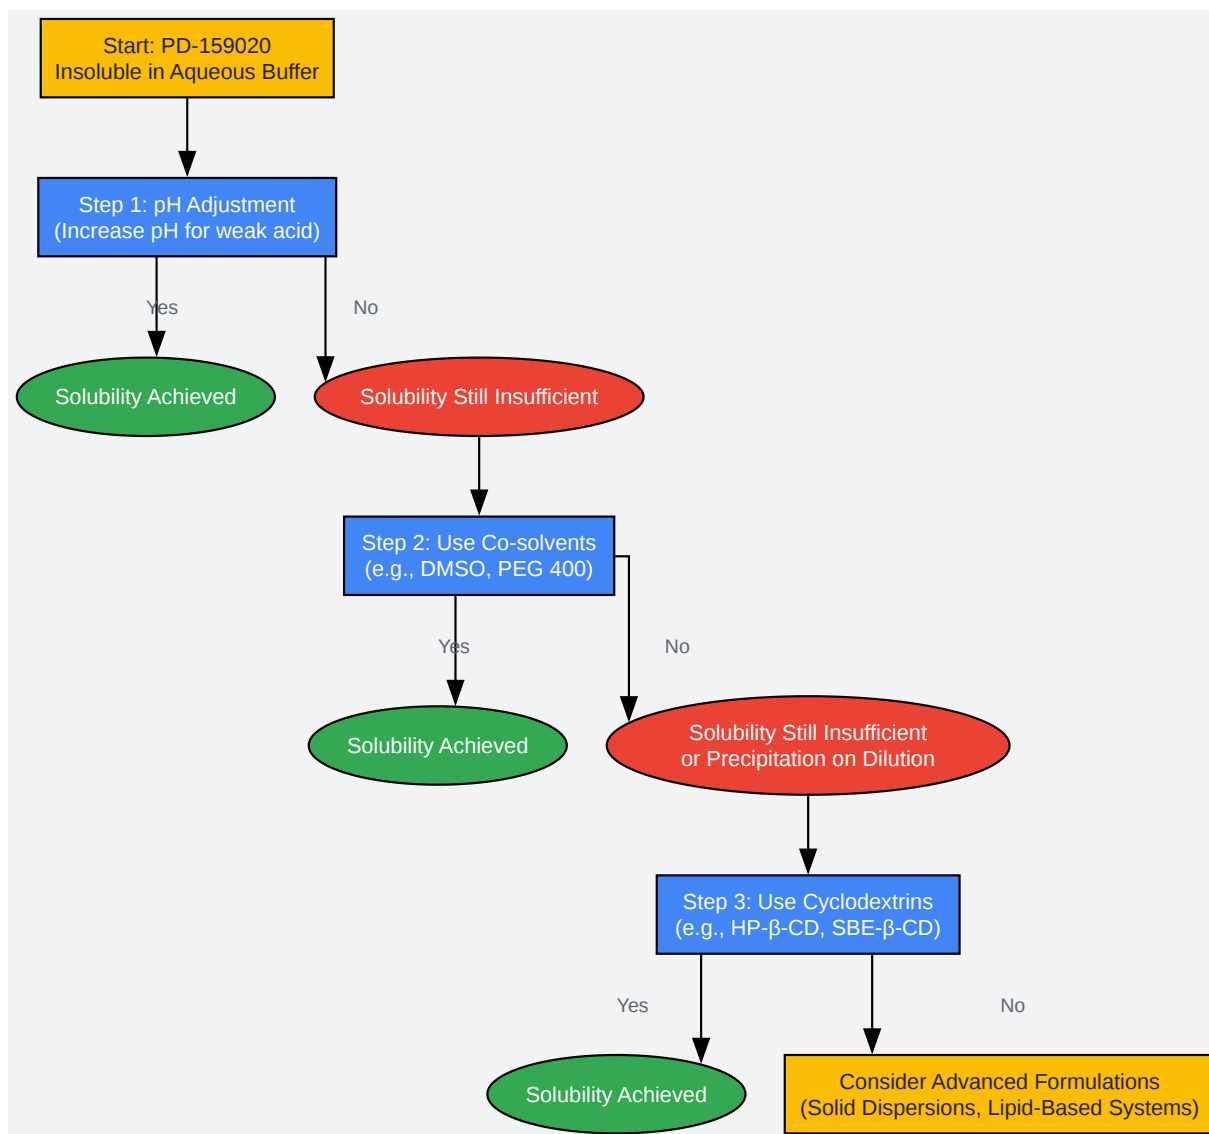 Start: PD-159020
Insoluble in Aqueous Buffer
Step 1: pH Adjustment
(Increase pH for weak acid)
Yes
No
Solubility Achieved
Solubility Still Insufficient
Step 2: Use Co-solvents
(e.g., DMSO, PEG 400)
Yes
No
Solubility Achieved
Solubility Still Insufficient
or Precipitation on Dilution
Step 3: Use Cyclodextrins
(e.g., HP-β-CD, SBE-β-CD)
Yes
No
Solubility Achieved
Consider Advanced Formulations
(Solid Dispersions, Lipid-Based Systems)